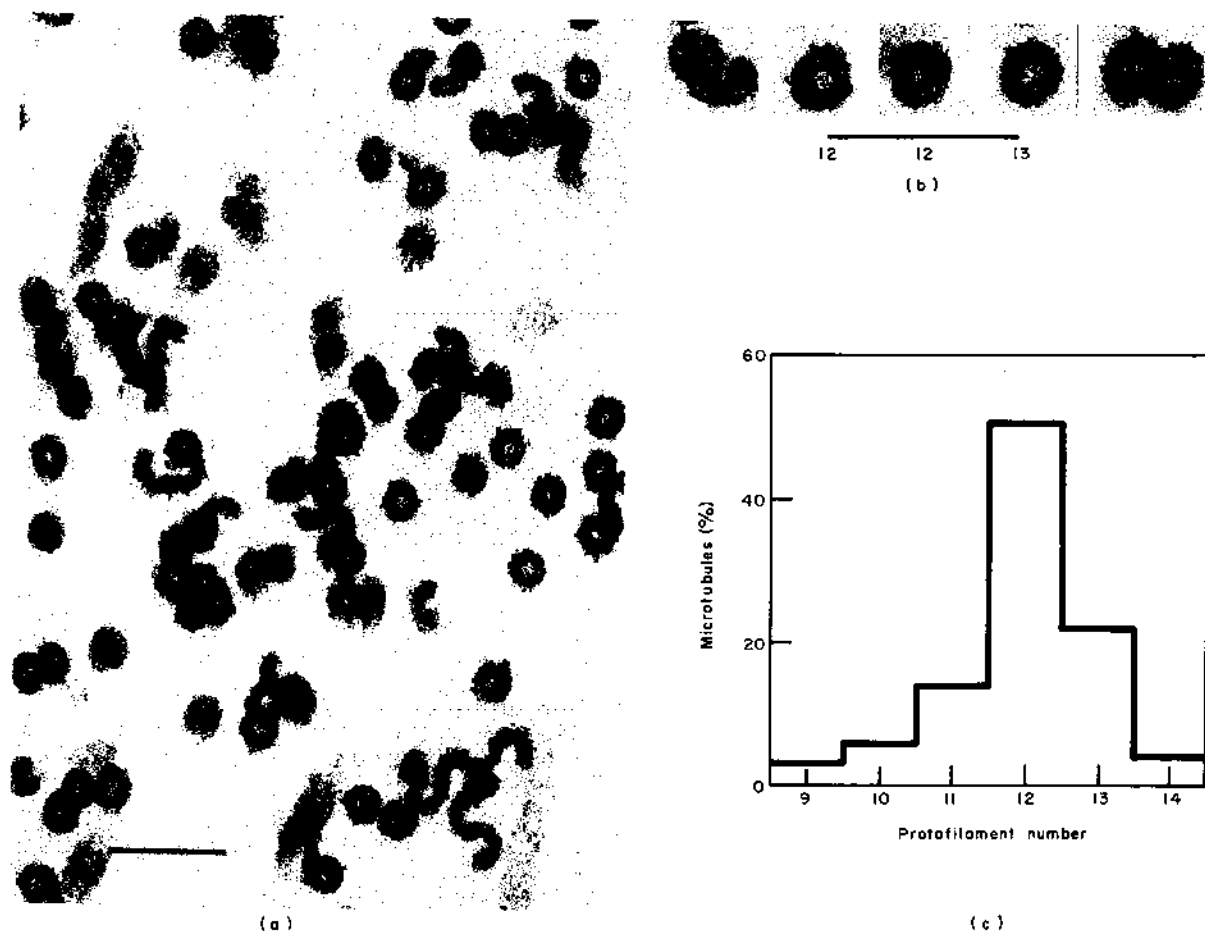 12 12 13
(b)
60
40
20
0
Microtubules (%)
9 10 11 12 13 14
Protofilament number
(a)
(c)